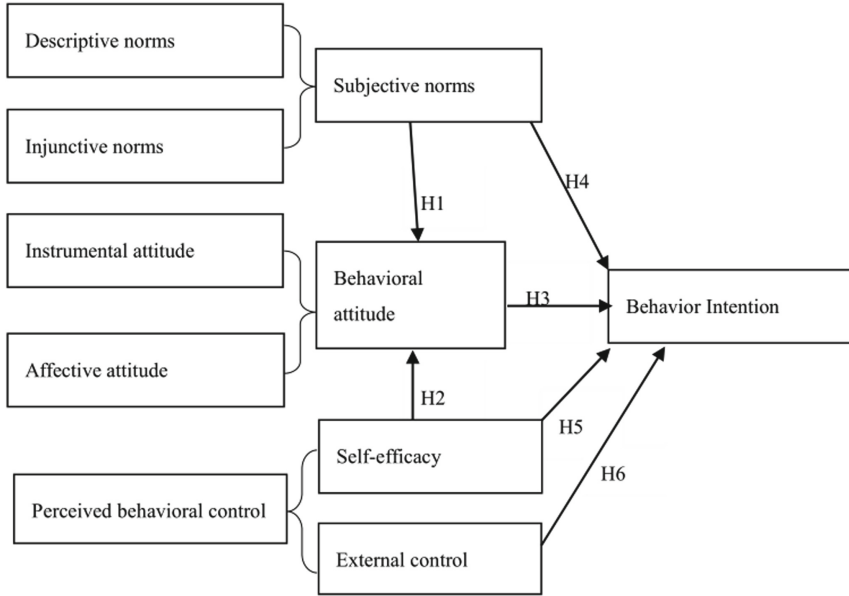 Descriptive norms
Subjective norms
Injunctive norms
H4
H1
Instrumental attitude
Behavioral
attitude
H3
Behavior Intention
Affective attitude
H2
H5
Self-efficacy
H6
Perceived behavioral control
External control